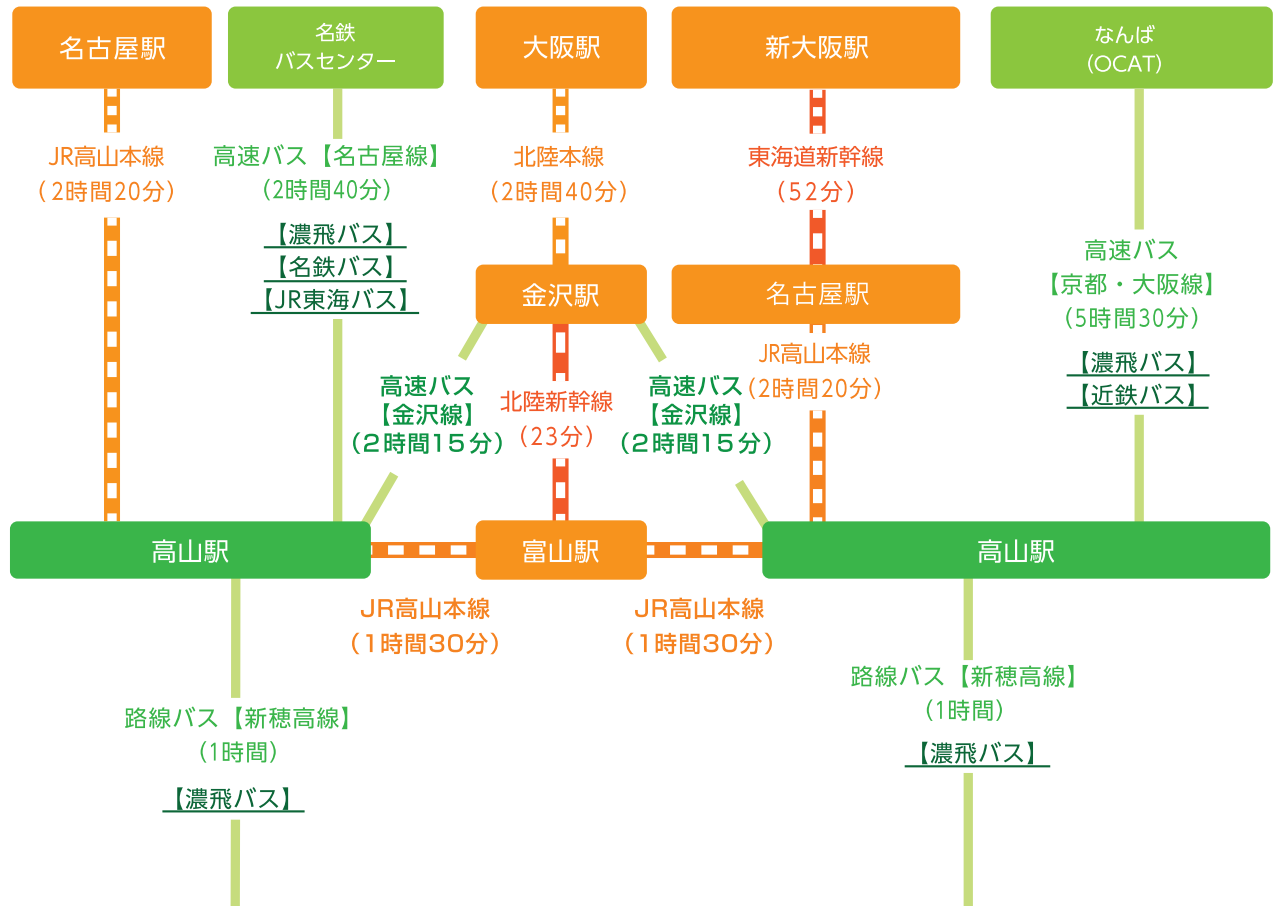 名古屋駅
名鉄
バスセンター
大阪駅
新大阪駅
なんば
(OCAT)
JR高山本線
(2時間20分)
高速バス【名古屋線】
(2時間40分)
【濃飛バス】
【名鉄バス】
【JR東海バス】
北陸本線
(2時間40分)
東海道新幹線
(52分)
高速バス
【京都・大阪線】
(5時間30分)
【濃飛バス】
【近鉄バス】
金沢駅
名古屋駅
高速バス
【金沢線】
(2時間15分)
北陸新幹線
(23分)
高速バス
【金沢線】
(2時間15分)
JR高山本線
(2時間20分)
高山駅
富山駅
高山駅
JR高山本線
(1時間30分)
JR高山本線
(1時間30分)
路線バス【新穂高線】
(1時間)
【濃飛バス】
路線バス【新穂高線】
(1時間)
【濃飛バス】